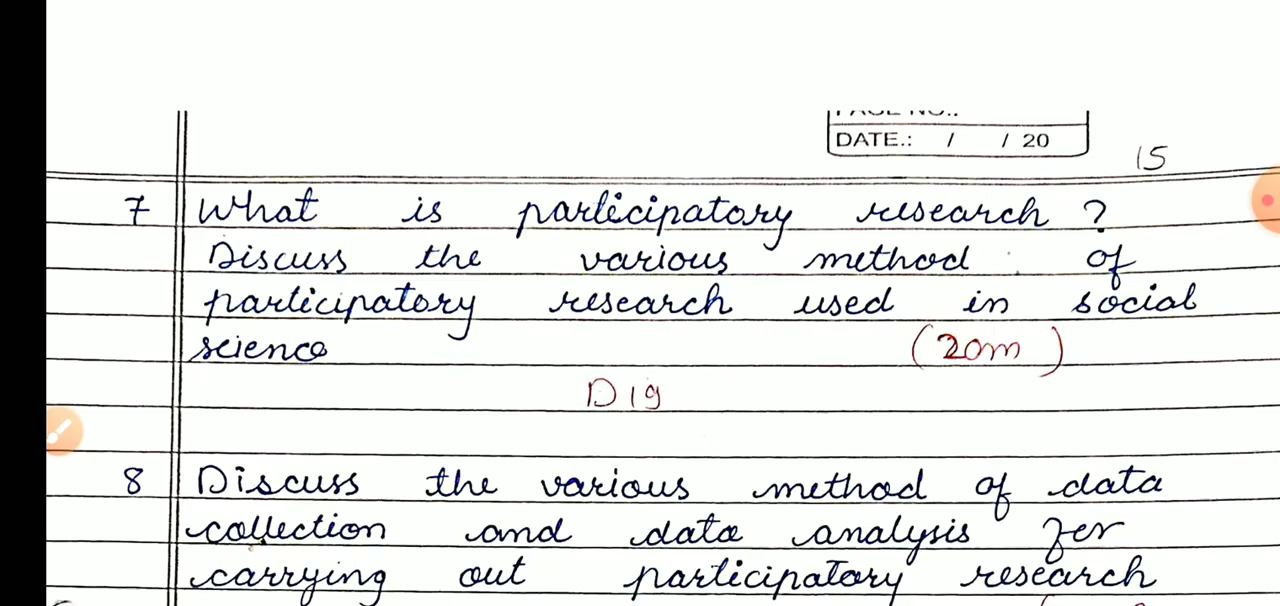 DATE.: / / 20
15
7 What is participatory research ?
Discuss the various method of
participatory research used in social
science (20m)
D19
8 Discuss the various method of data
collection and data analysis for
carrying out participatory research